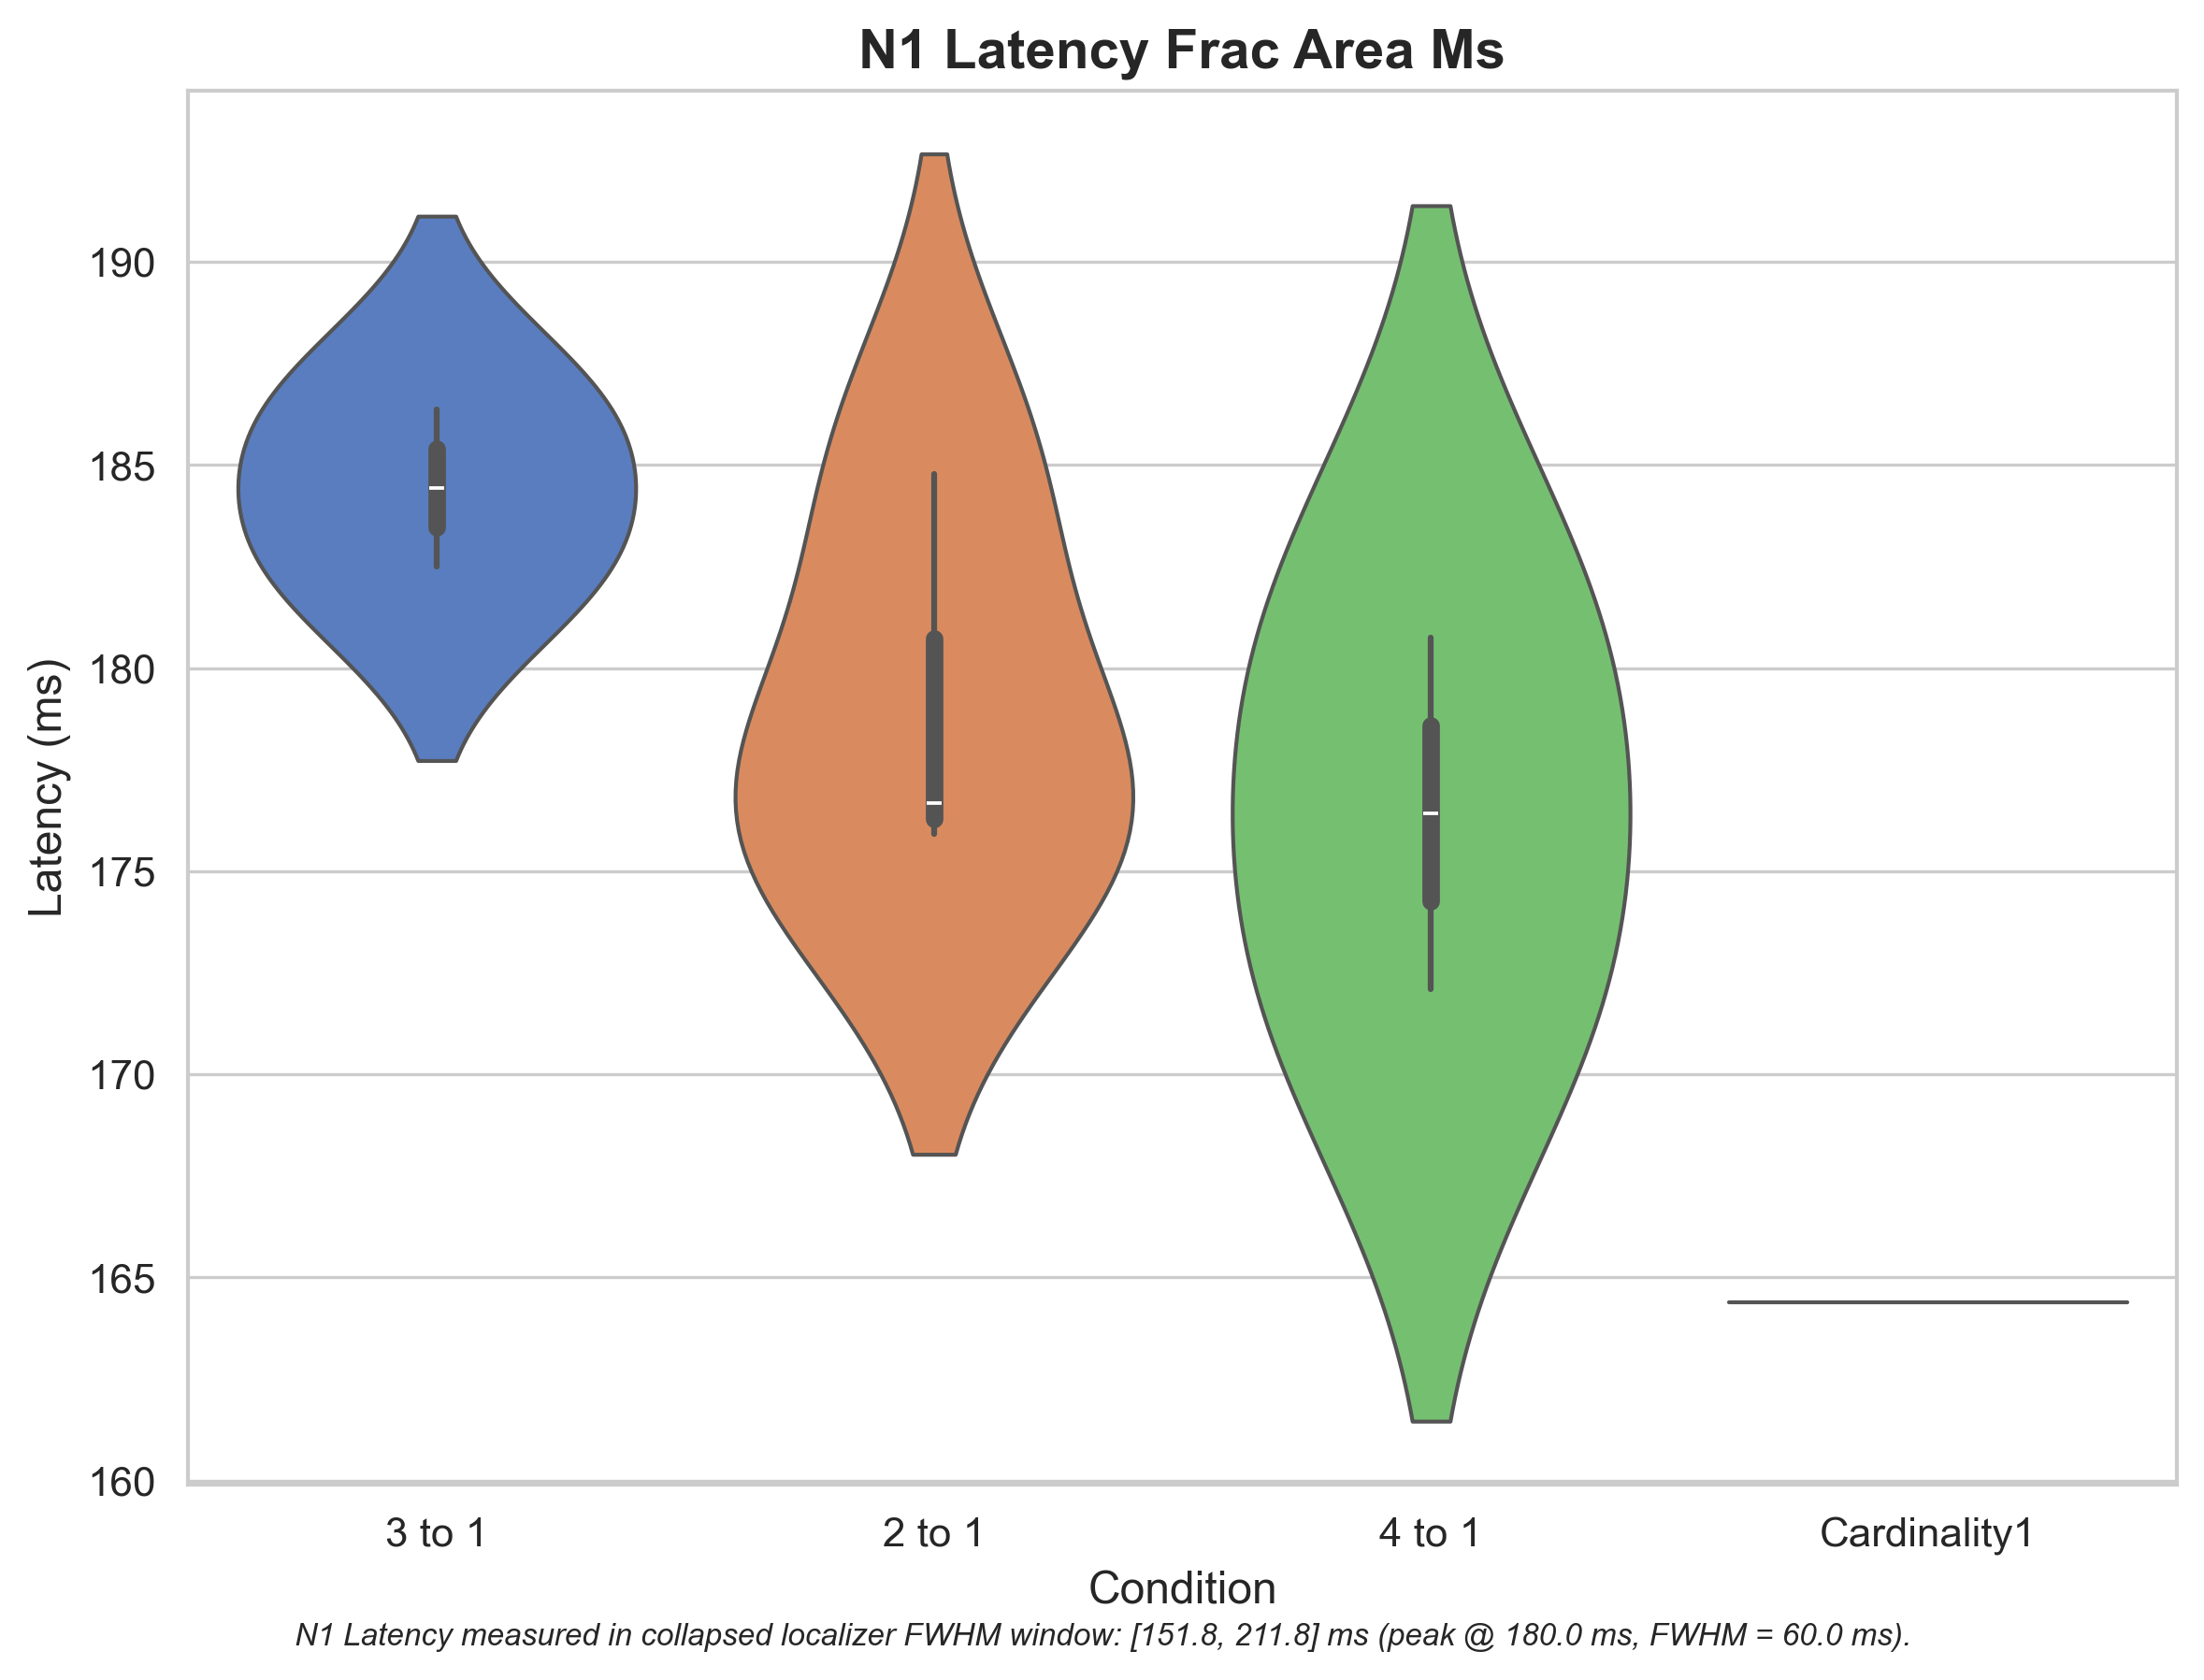 N1 Latency Frac Area Ms
Latency (ms)
190
185
180
175
170
165
160
3 to 1
2 to 1
4 to 1
Cardinality1
Condition
N1 Latency measured in collapsed localizer FWHM window: [151.8, 211.8] ms (peak @ 180.0 ms, FWHM = 60.0 ms).